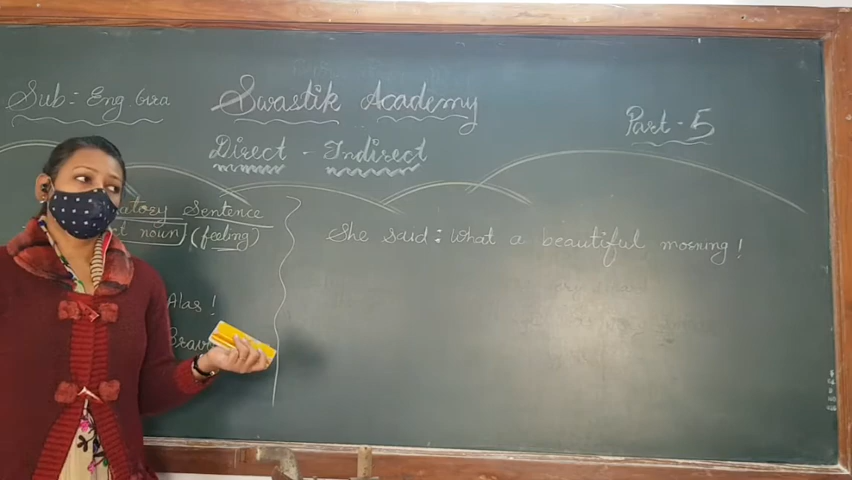 Sub: Eng. Gra
Swastik Academy
Direct - Indirect
Part - 5
atory Sentence
noun) (feeling)
Alas !
Brav
She said : What a beautiful morning !